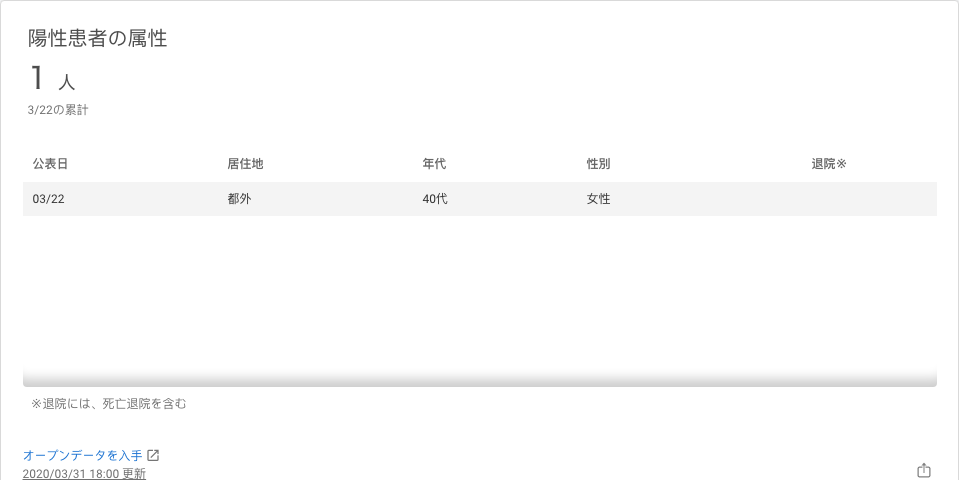 陽性患者の属性
1 人
3/22の累計
公表日 居住地 年代 性別 退院※
03/22 都外 40代 女性
※退院には、死亡退院を含む
オープンデータを入手
2020/03/31 18:00 更新